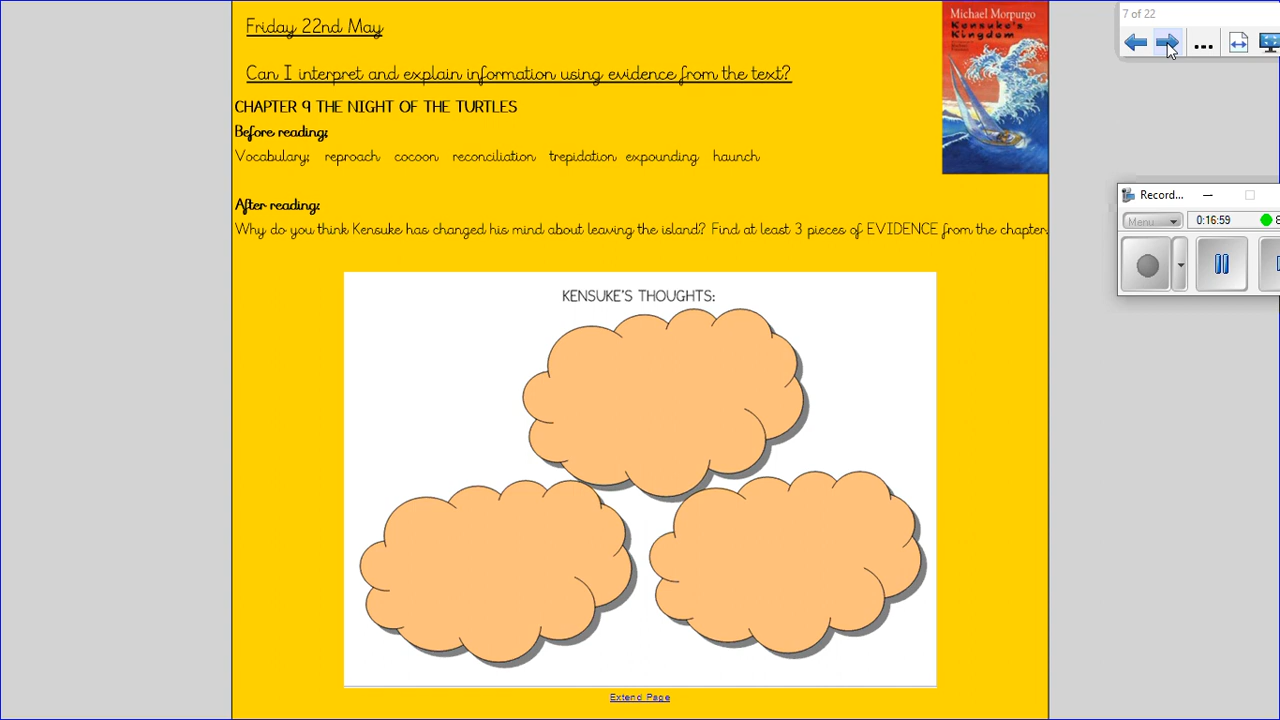 Friday 22nd May
Can I interpret and explain information using evidence from the text?
CHAPTER 9 THE NIGHT OF THE TURTLES
Before reading;
Vocabulary; reproach cocoon reconciliation trepidation expounding haunch
After reading:
Why do you think Kensuke has changed his mind about leaving the island? Find at least 3 pieces of EVIDENCE from the chapter.
KENSUKE'S THOUGHTS:
Extend Page
Michael Morpurgo
Kensuke's
Kingdom
7 of 22
...
Record...
Menu
0:16:59